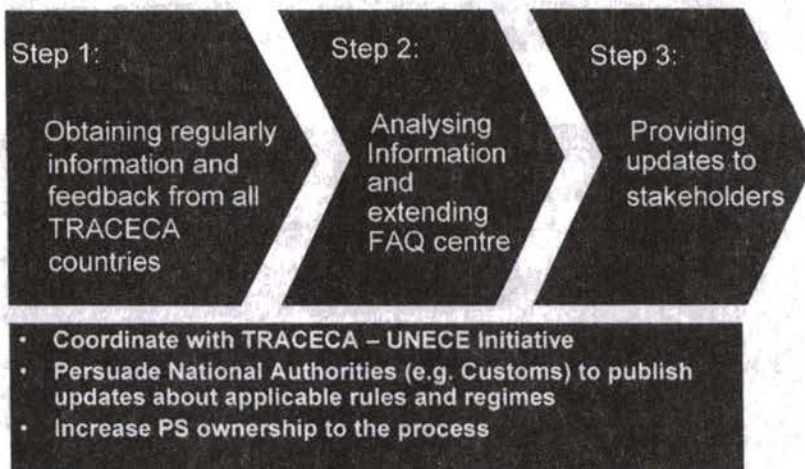 Step 1:
Obtaining regularly
information and
feedback from all
TRACECA
countries
Step 2:
Analysing
Information
and
extending
FAQ centre
Step 3:
Providing
updates to
stakeholders
• Coordinate with TRACECA – UNECE Initiative
• Persuade National Authorities (e.g. Customs) to publish
updates about applicable rules and regimes
• Increase PS ownership to the process